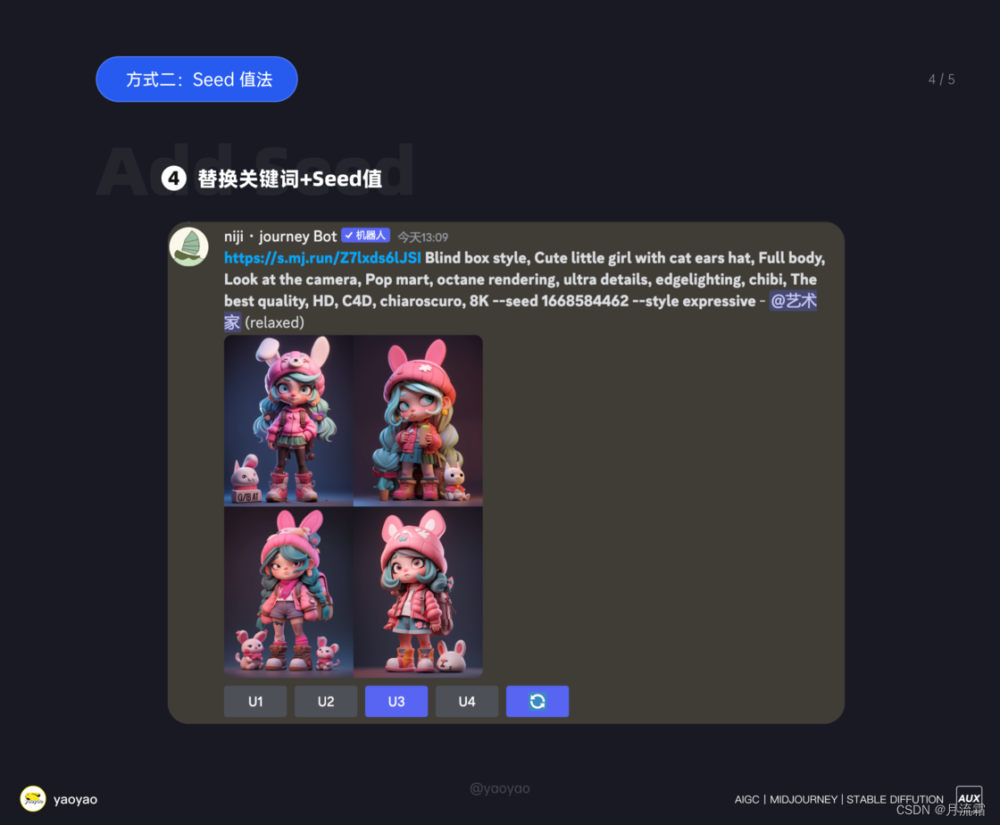 方式二：Seed 值法
4 / 5
Add Seed
4 替换关键词+Seed值
niji・journey Bot ✓ 机器人 今天13:09
https://s.mj.run/Z7lxds6lJSI Blind box style, Cute little girl with cat ears hat, Full body,
Look at the camera, Pop mart, octane rendering, ultra details, edgelighting, chibi, The
best quality, HD, C4D, chiaroscuro, 8K --seed 1668584462 --style expressive - @艺术
家 (relaxed)
U1 U2 U3 U4
@yaoyao
yaoyao
AIGC | MIDJOURNEY | STABLE DIFFUTION AUX
CSDN @月流霜